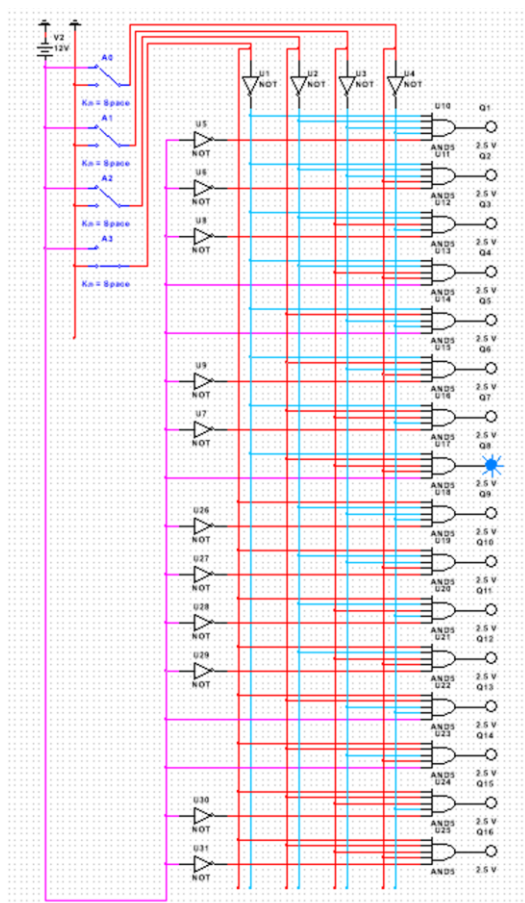 V2
12V
A0
Kn = Space
A1
Kn = Space
A2
Kn = Space
A3
Kn = Space
U1
NOT
U2
NOT
U3
NOT
U4
NOT
U5
NOT
U6
NOT
U8
NOT
U9
NOT
U7
NOT
U26
NOT
U27
NOT
U28
NOT
U29
NOT
U30
NOT
U31
NOT
U10 Q1
AND5 2.5 V
U11 Q2
AND5 2.5 V
U12 Q3
AND5 2.5 V
U13 Q4
AND5 2.5 V
U14 Q5
AND5 2.5 V
U15 Q6
AND5 2.5 V
U16 Q7
AND5 2.5 V
U17 Q8
AND5 2.5 V
U18 Q9
AND5 2.5 V
U19 Q10
AND5 2.5 V
U20 Q11
AND5 2.5 V
U21 Q12
AND5 2.5 V
U22 Q13
AND5 2.5 V
U23 Q14
AND5 2.5 V
U24 Q15
AND5 2.5 V
U25 Q16
AND5 2.5 V